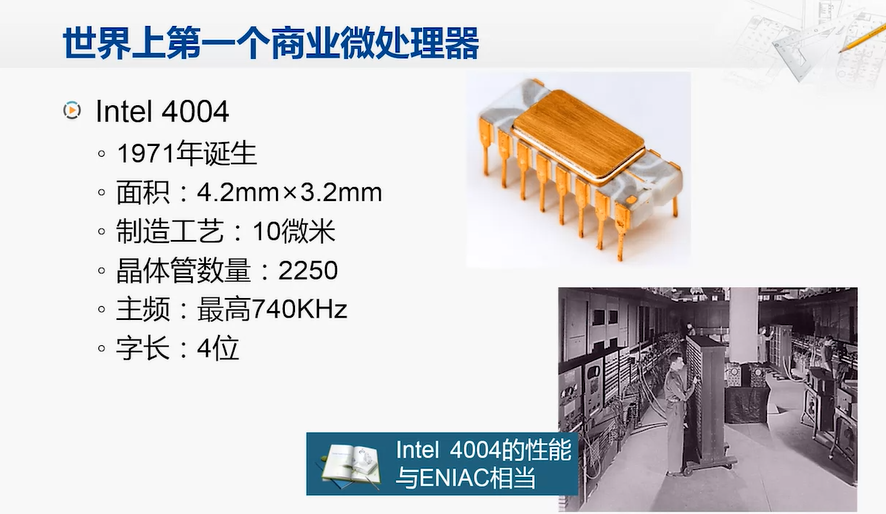 世界上第一个商业微处理器
Intel 4004
1971年诞生
面积：4.2mm×3.2mm
制造工艺：10微米
晶体管数量：2250
主频：最高740KHz
字长：4位
Intel 4004的性能
与ENIAC相当